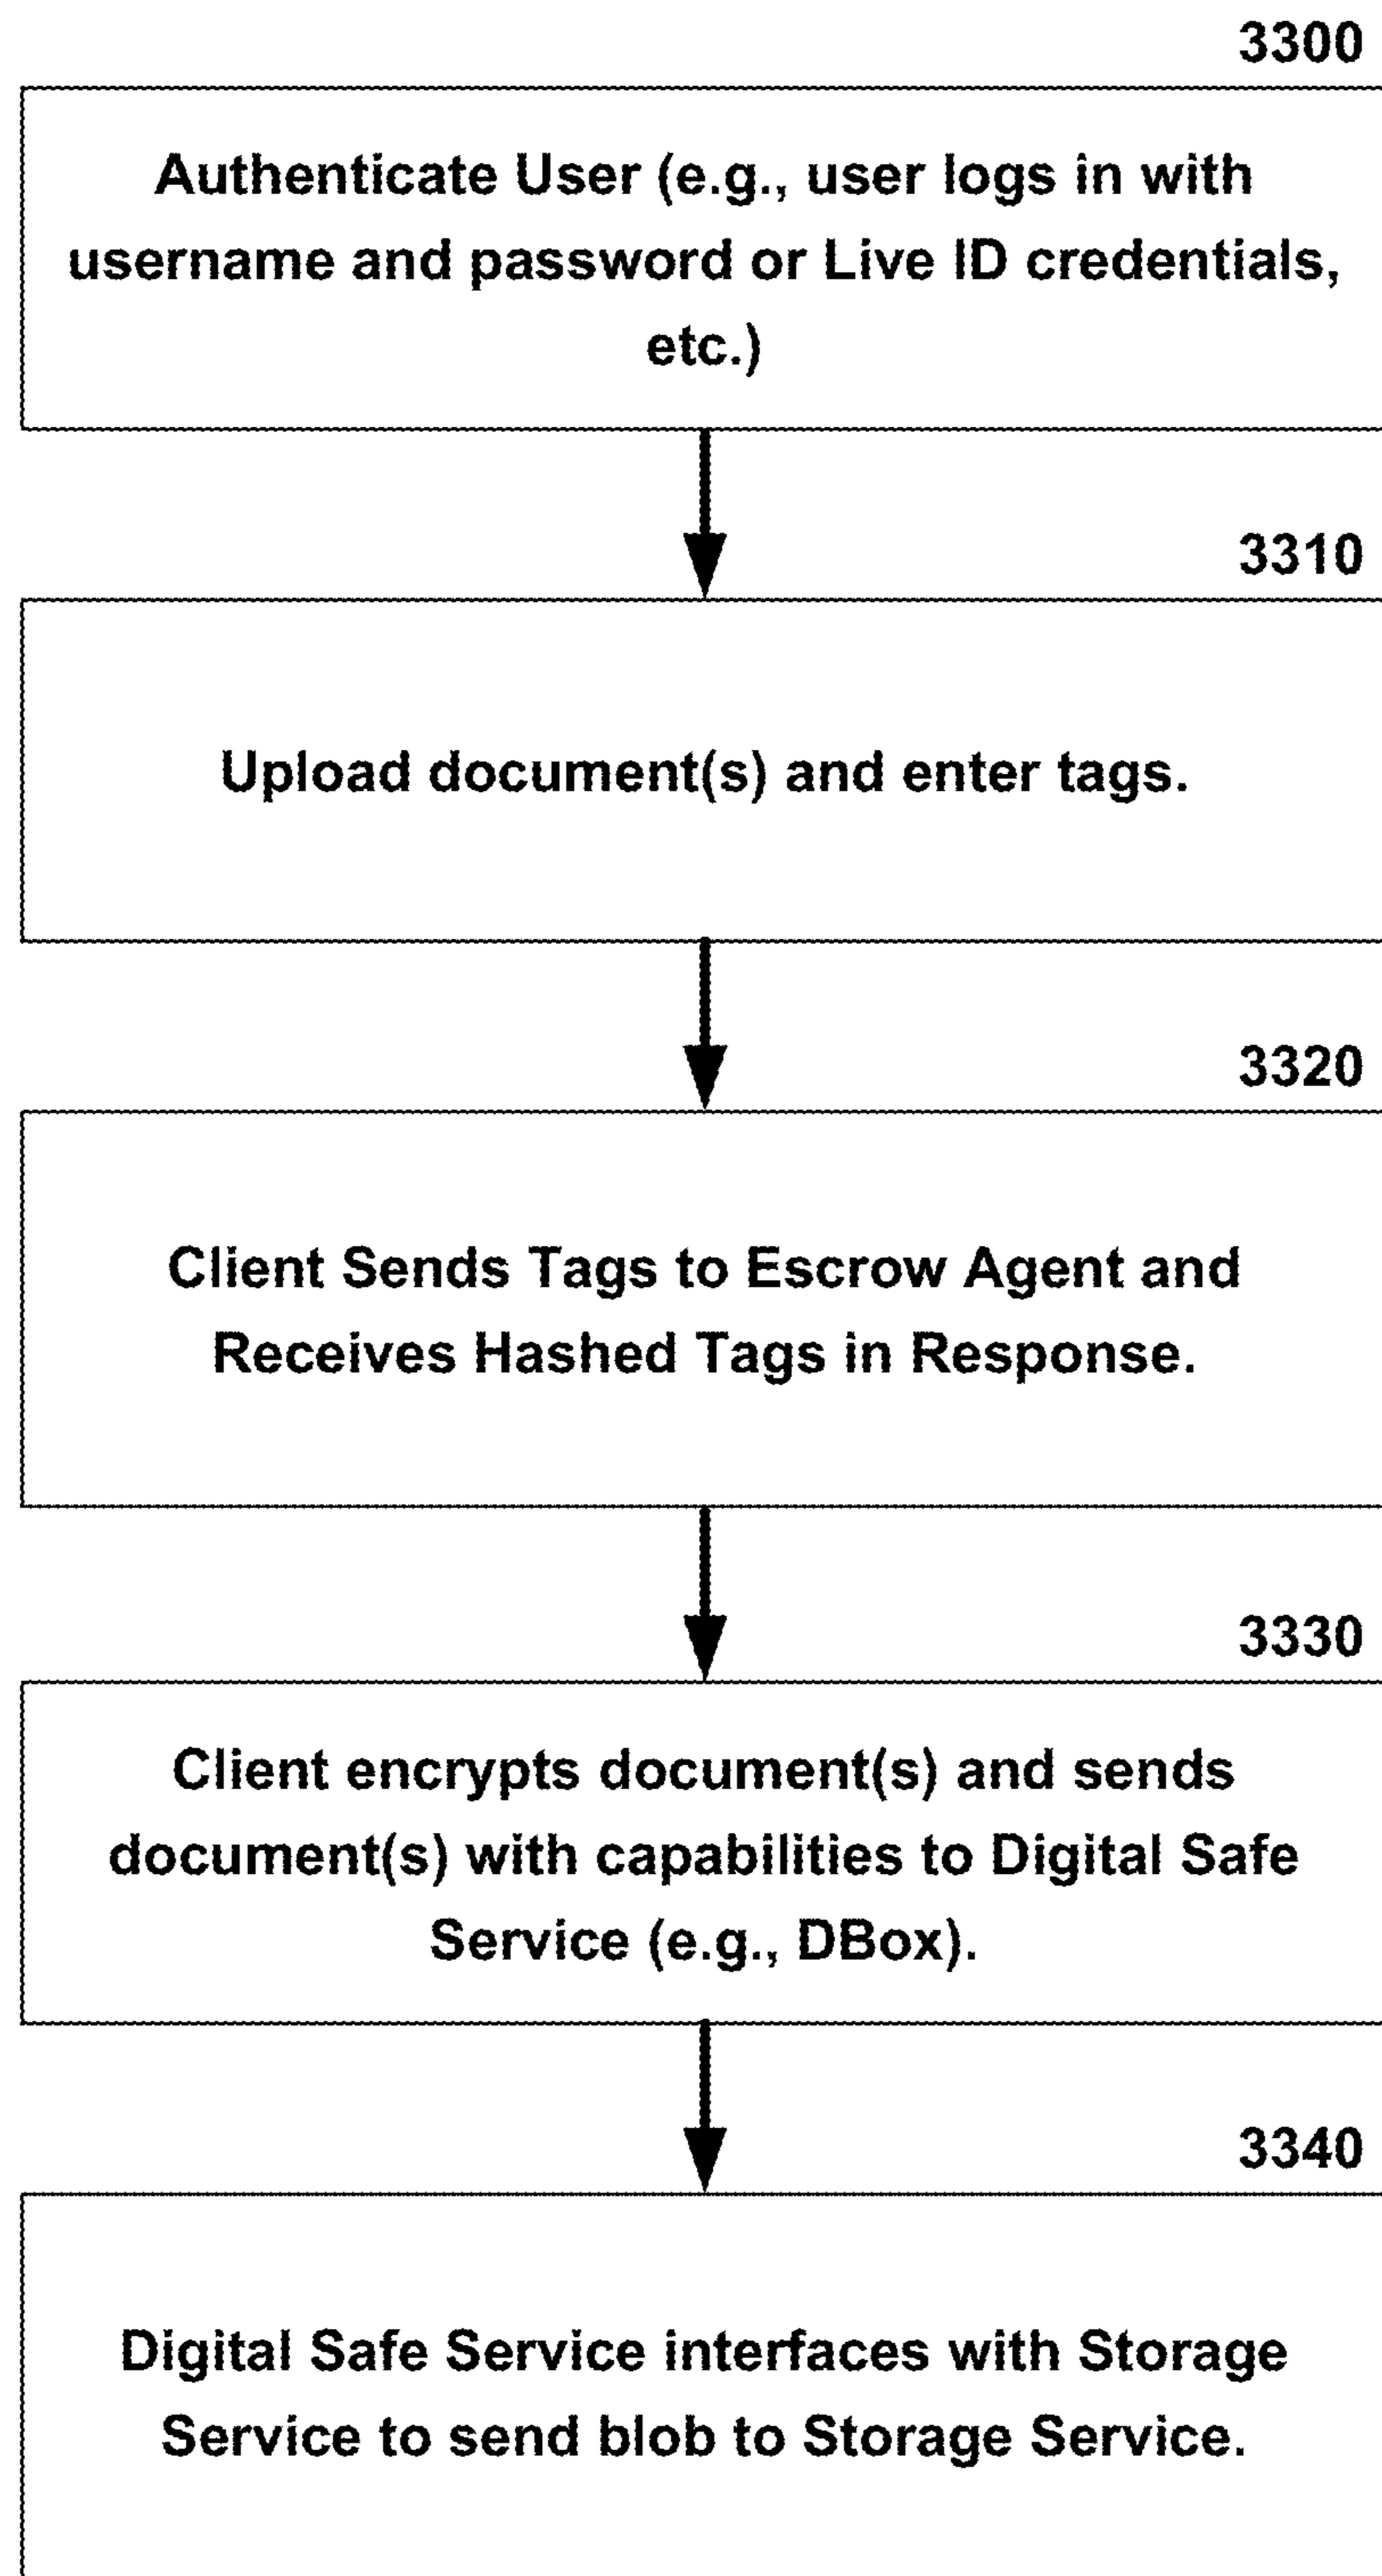 3300
Authenticate User (e.g., user logs in with
username and password or Live ID credentials,
etc.)
3310
Upload document(s) and enter tags.
3320
Client Sends Tags to Escrow Agent and
Receives Hashed Tags in Response.
3330
Client encrypts document(s) and sends
document(s) with capabilities to Digital Safe
Service (e.g., DBox).
3340
Digital Safe Service interfaces with Storage
Service to send blob to Storage Service.